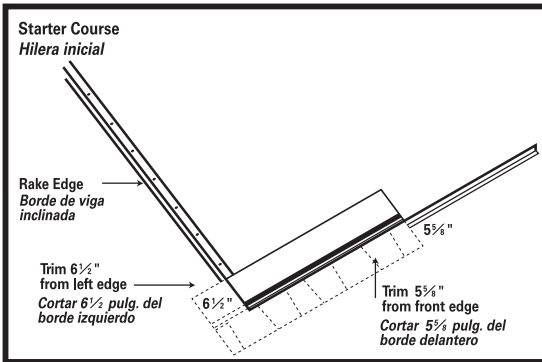 Starter Course
Hilera inicial
Rake Edge
Borde de viga
inclinada
5⅝"
Trim 6½"
from left edge
Cortar 6½ pulg. del
borde izquierdo
6½"
Trim 5⅝"
from front edge
Cortar 5⅝ pulg. del
borde delantero